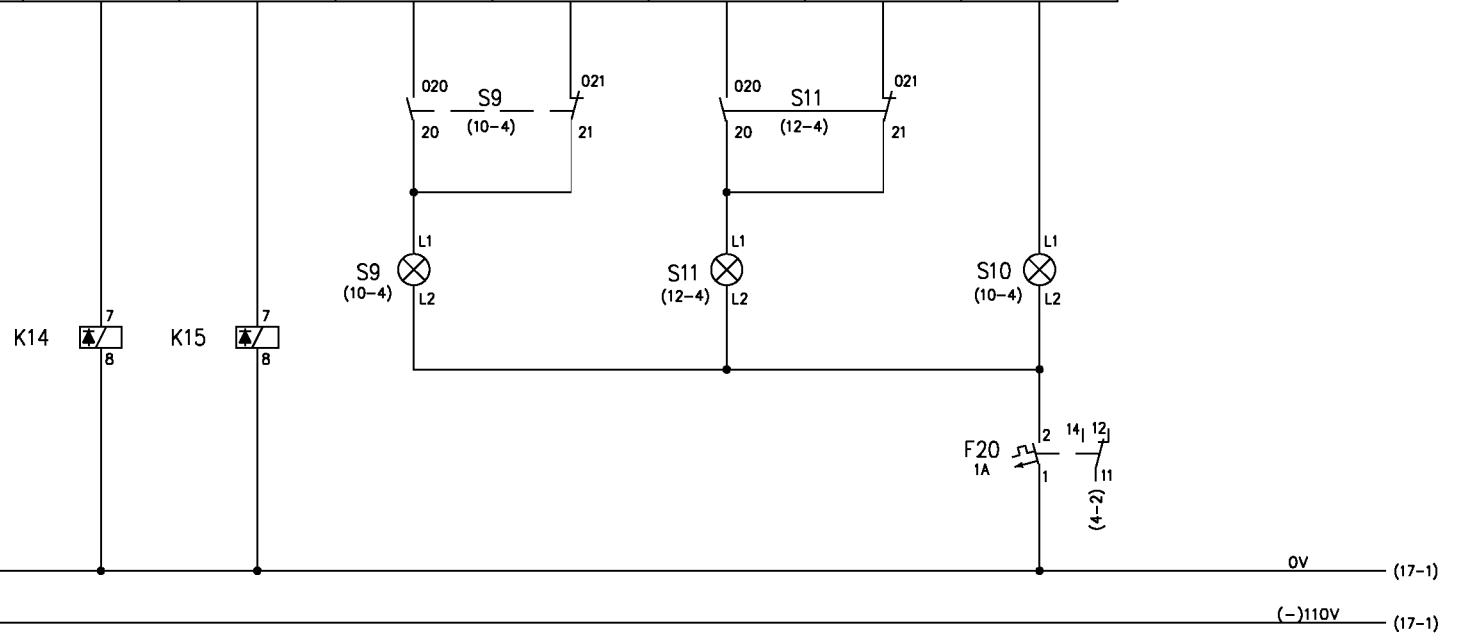 020
S9
021
(10-4)
20
21
020
S11
021
(12-4)
20
21
L1
S9
(10-4)
L2
L1
S11
(12-4)
L2
L1
S10
(10-4)
L2
K14
7
8
K15
7
8
F20
1A
2
1
14
12
11
(4-2)
0V
(17-1)
(-)110V
(17-1)